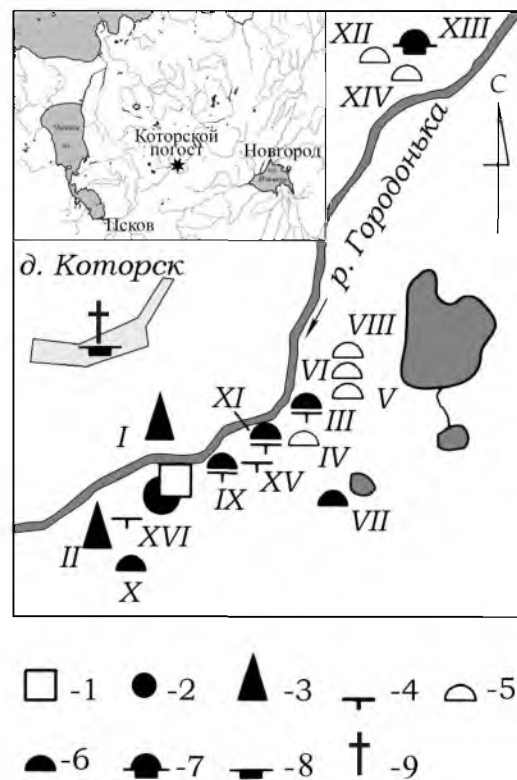 XII
XIII
XIV
С
Которской
погост
Новгород
Псков
р. Городонька
д. Которск
VIII
VI
V
XI
III
I
IV
IX
XV
VII
XVI
II
X
-1
-2
-3
-4
-5
-6
-7
-8
-9